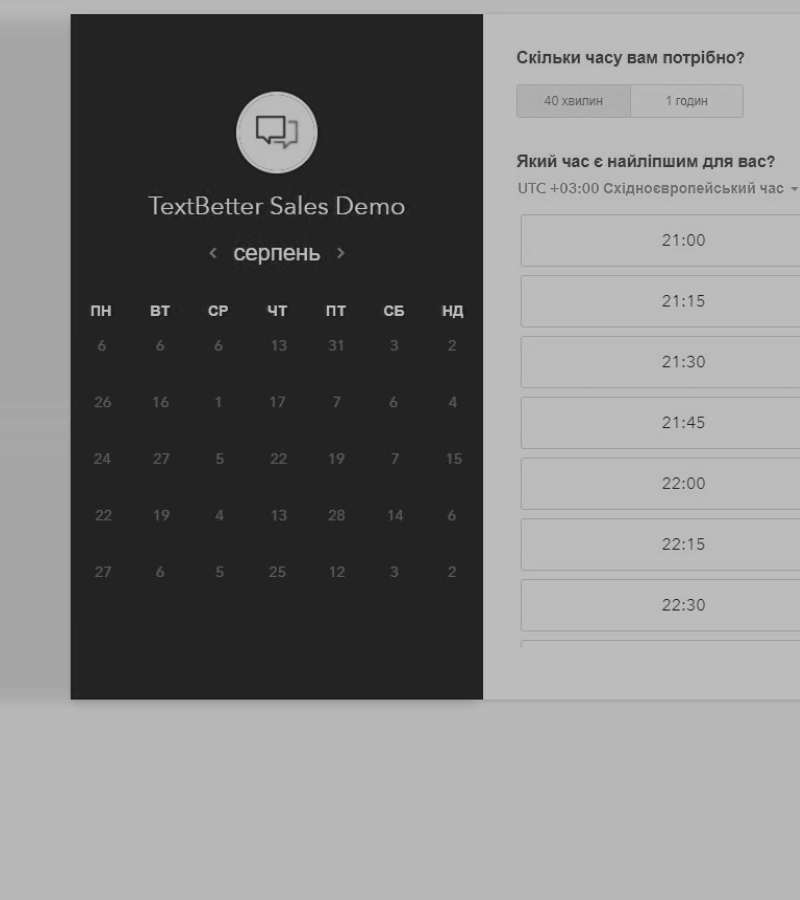 TextBetter Sales Demo
серпень
ПН ВТ СР ЧТ ПТ СБ НД
6 6 6 13 31 3 2
26 16 1 17 7 6 4
24 27 5 22 19 7 15
22 19 4 13 28 14 6
27 6 5 25 12 3 2
Скільки часу вам потрібно?
40 хвилин 1 годин
Який час є найліпшим для вас?
UTC +03:00 Східноєвропейський час
21:00
21:15
21:30
21:45
22:00
22:15
22:30